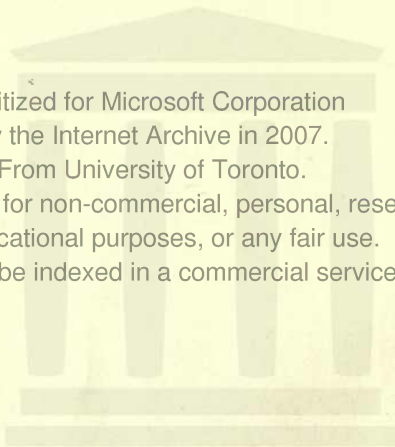 itized for Microsoft Corporation
the Internet Archive in 2007.
From University of Toronto.
for non-commercial, personal, rese
cational purposes, or any fair use.
be indexed in a commercial service